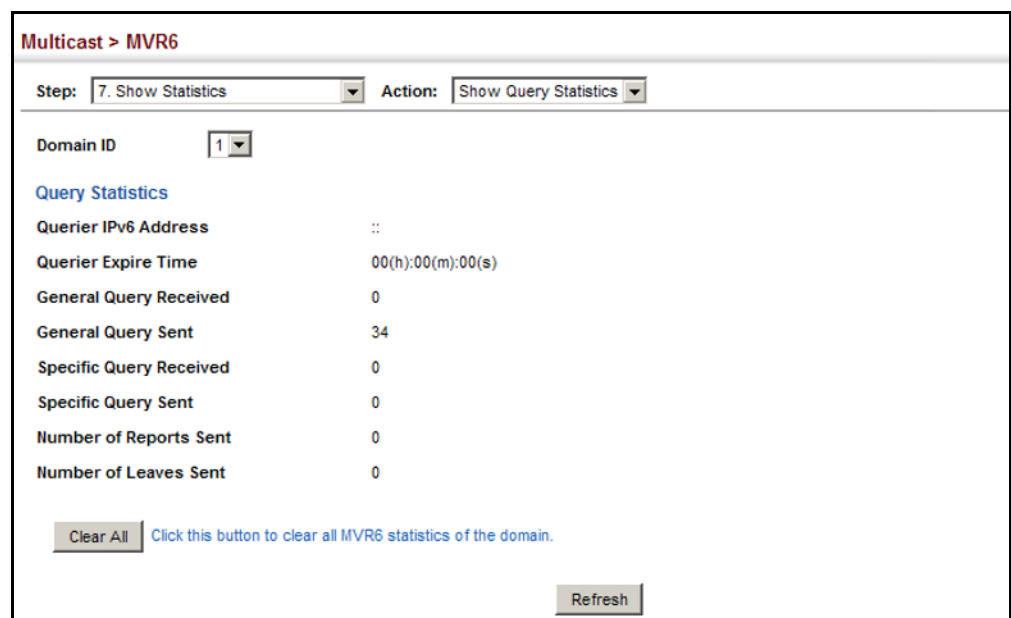 Multicast > MVR6
Step: 7. Show Statistics Action: Show Query Statistics
Domain ID 1
Query Statistics
Querier IPv6 Address ::
Querier Expire Time 00(h):00(m):00(s)
General Query Received 0
General Query Sent 34
Specific Query Received 0
Specific Query Sent 0
Number of Reports Sent 0
Number of Leaves Sent 0
Clear All Click this button to clear all MVR6 statistics of the domain.
Refresh